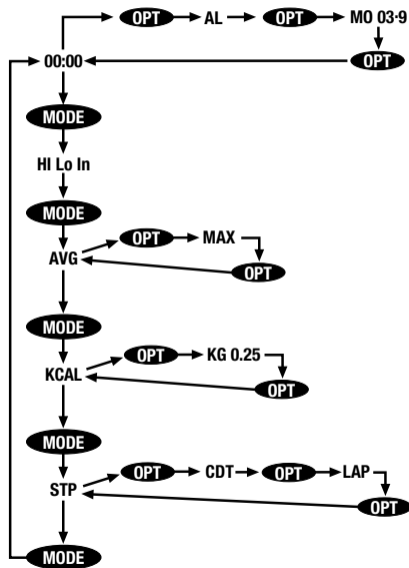 OPT AL OPT MO 03·9
00:00 OPT
MODE
HI Lo In
MODE
OPT MAX
AVG OPT
MODE
OPT KG 0.25
KCAL OPT
MODE
OPT CDT OPT LAP
STP OPT
MODE